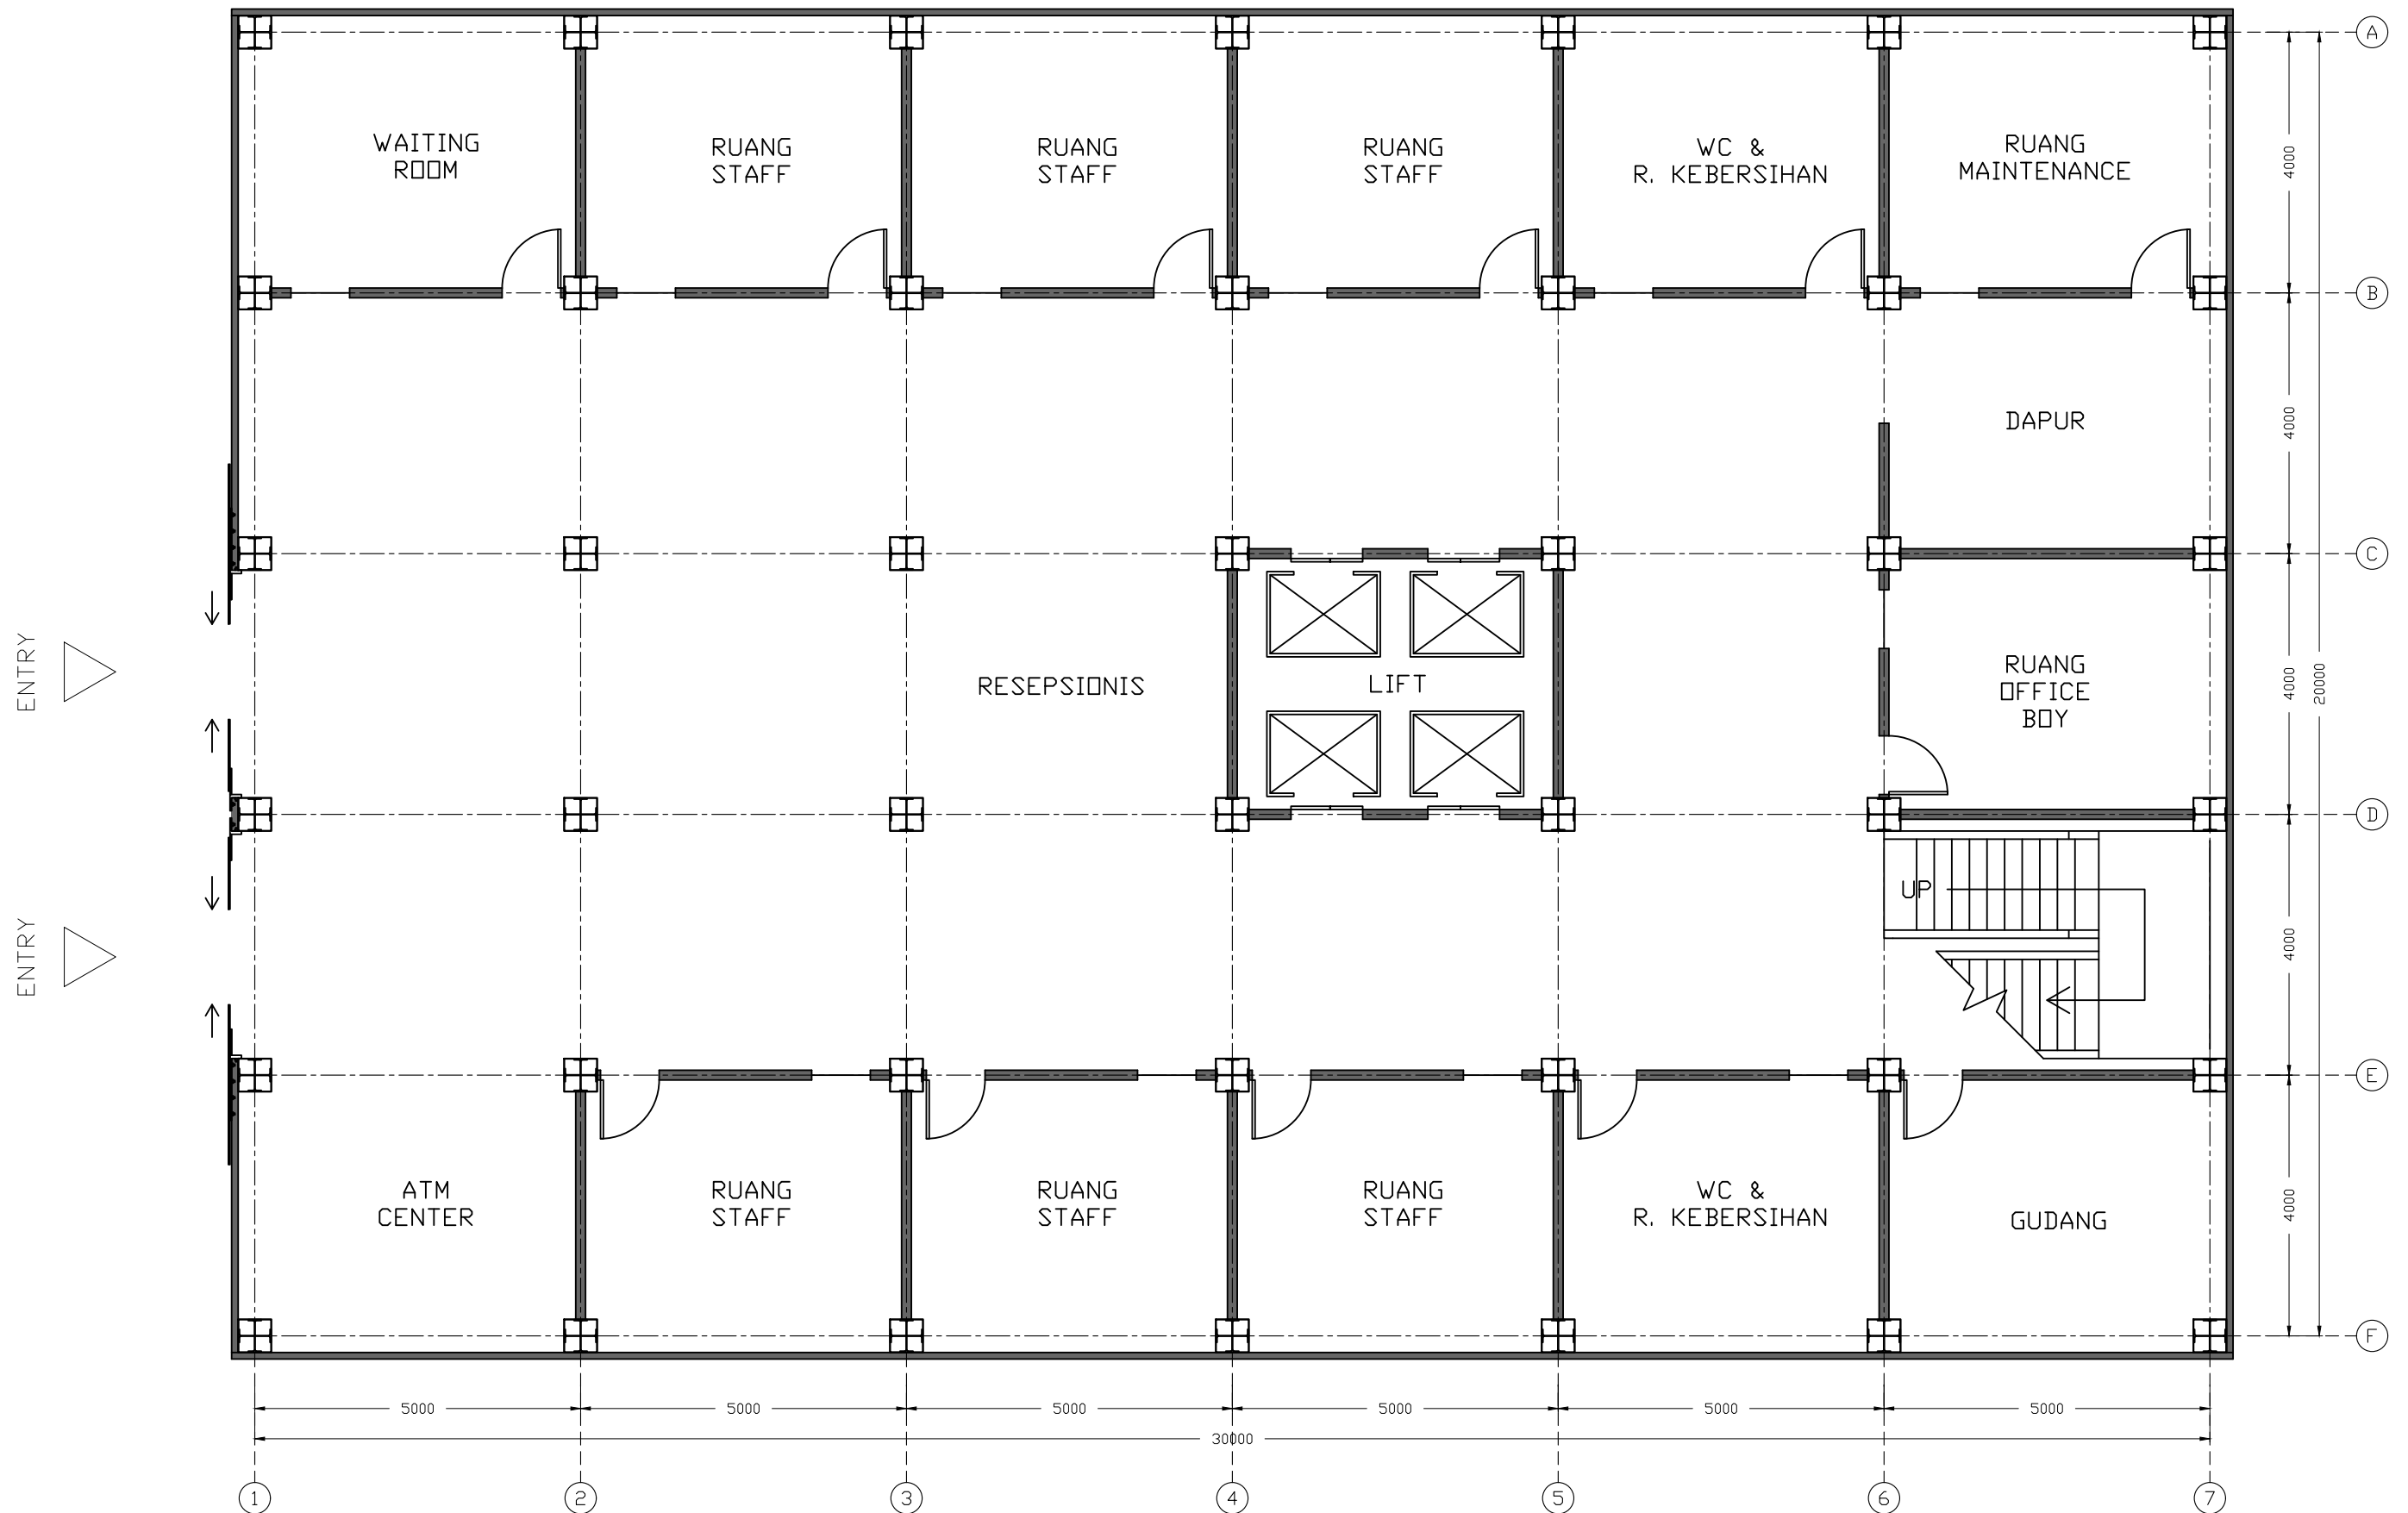 A
WAITING
ROOM
RUANG
STAFF
RUANG
STAFF
RUANG
STAFF
WC &
R. KEBERSIHAN
RUANG
MAINTENANCE
4000
B
DAPUR
4000
C
ENTRY
RESEPSIONIS
LIFT
RUANG
OFFICE
BOY
4000
20000
D
UP
ENTRY
4000
E
ATM
CENTER
RUANG
STAFF
RUANG
STAFF
RUANG
STAFF
WC &
R. KEBERSIHAN
GUDANG
4000
F
5000
5000
5000
5000
5000
5000
30000
1
2
3
4
5
6
7